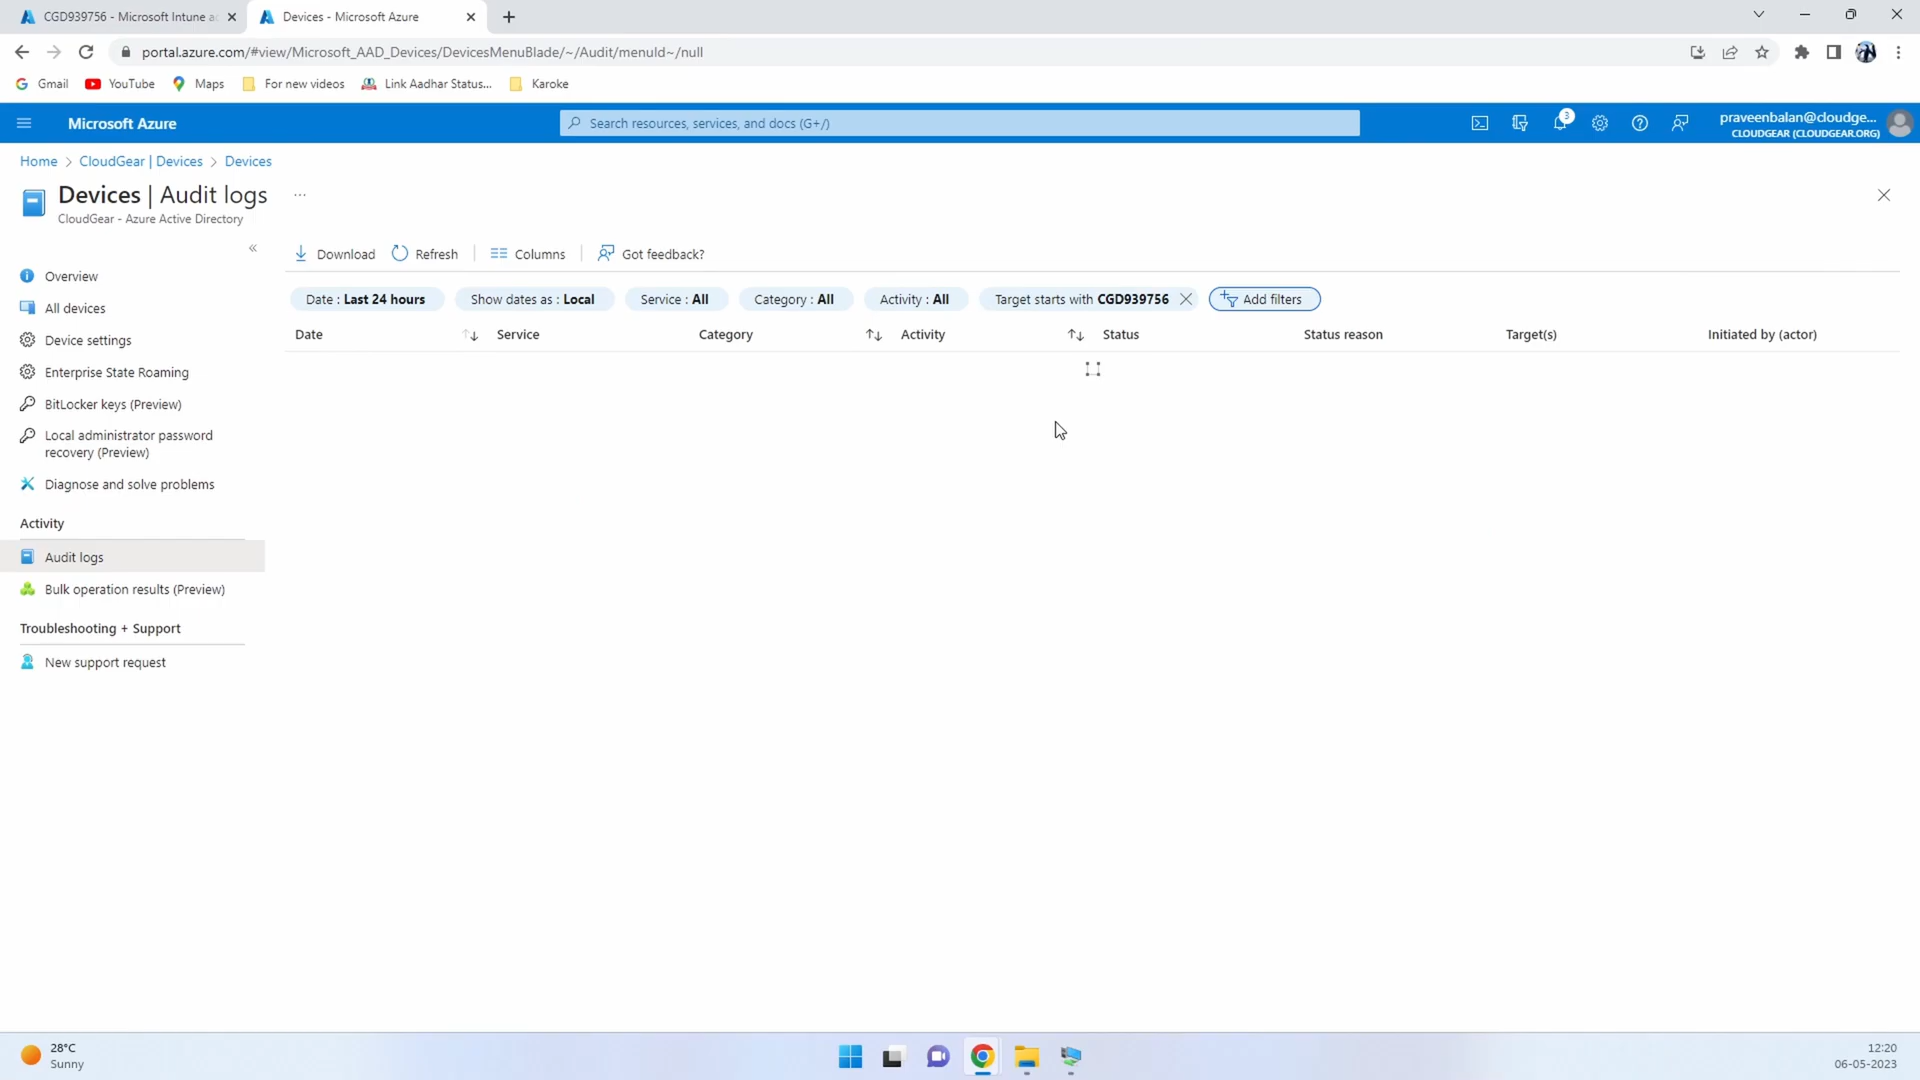 CGD939756 - Microsoft Intune ac
Devices - Microsoft Azure
portal.azure.com/#view/Microsoft_AAD_Devices/DevicesMenuBlade/~/Audit/menuId~/null
Gmail YouTube Maps For new videos Link Aadhar Status... Karoke
Microsoft Azure
Search resources, services, and docs (G+/)
3
praveenbalan@cloudge...
CLOUDGEAR (CLOUDGEAR.ORG)
Home > CloudGear | Devices > Devices
Devices | Audit logs ...
CloudGear - Azure Active Directory
Download Refresh Columns Got feedback?
Overview
All devices
Device settings
Enterprise State Roaming
BitLocker keys (Preview)
Local administrator password
recovery (Preview)
Diagnose and solve problems
Activity
Audit logs
Bulk operation results (Preview)
Troubleshooting + Support
New support request
Date : Last 24 hours Show dates as : Local Service : All Category : All Activity : All Target starts with CGD939756 Add filters
Date Service Category Activity Status Status reason Target(s) Initiated by (actor)
28°C
Sunny
12:20
06-05-2023